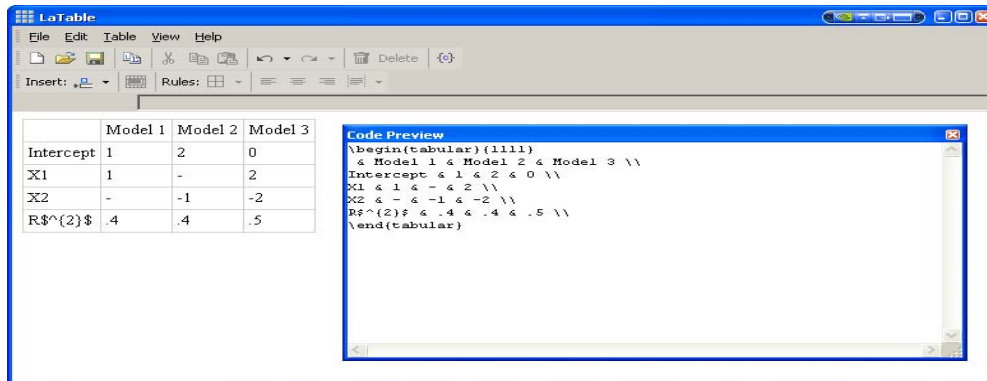 LaTable
File Edit Table View Help
Delete {o}
Insert: Rules:
Model 1 Model 2 Model 3
Intercept 1 2 0
X1 1 - 2
X2 - -1 -2
R$^{2}$ .4 .4 .5
Code Preview
\begin{tabular}{llll}
& Model 1 & Model 2 & Model 3 \\
Intercept & 1 & 2 & 0 \\
X1 & 1 & - & 2 \\
X2 & - & -1 & -2 \\
R$^{2}$ & .4 & .4 & .5 \\
\end{tabular}